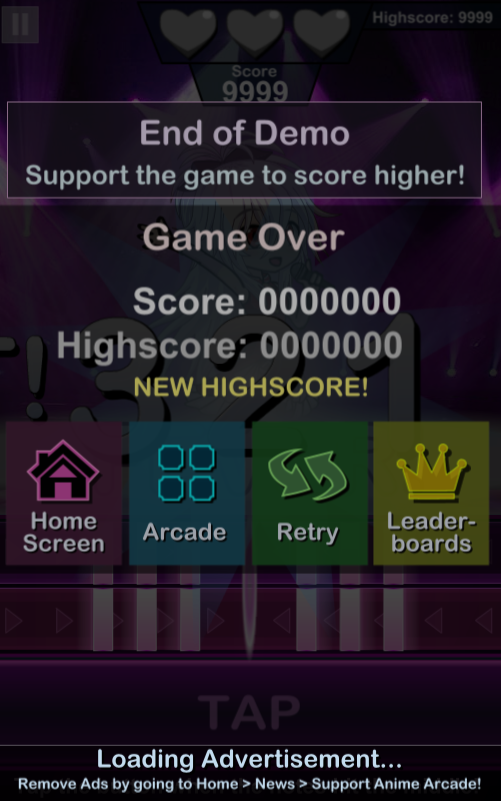 Highscore: 9999
Score
9999
End of Demo
Support the game to score higher!
Game Over
Score: 0000000
Highscore: 0000000
NEW HIGHSCORE!
Home
Screen
Arcade
Retry
Leader-
boards
TAP
Loading Advertisement...
Remove Ads by going to Home > News > Support Anime Arcade!